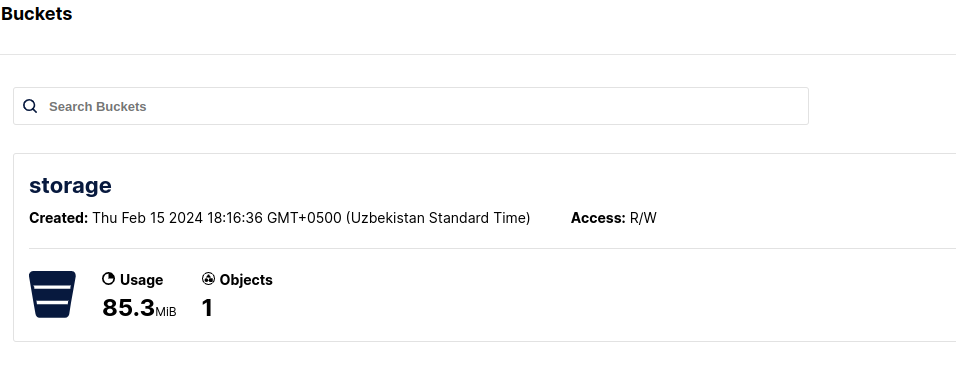 Buckets
Search Buckets
storage
Created: Thu Feb 15 2024 18:16:36 GMT+0500 (Uzbekistan Standard Time) Access: R/W
Usage Objects
85.3MiB 1